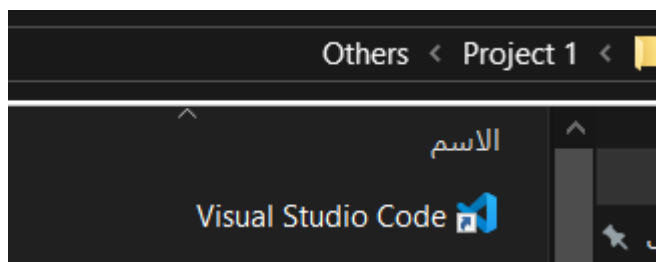 Others < Project 1 <
الاسم
Visual Studio Code